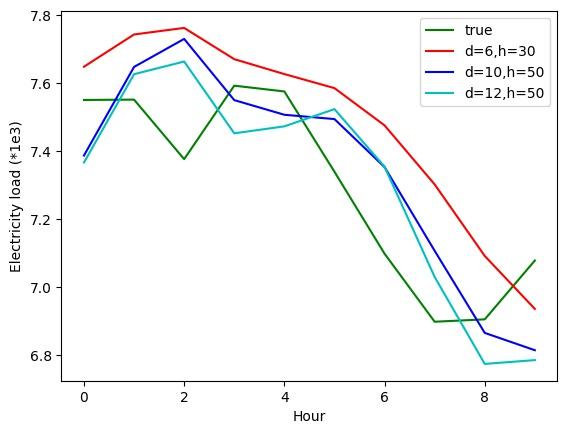 7.8
7.6
7.4
7.2
7.0
6.8
Electricity load (*1e3)
0
2
4
6
8
Hour
true
d=6,h=30
d=10,h=50
d=12,h=50